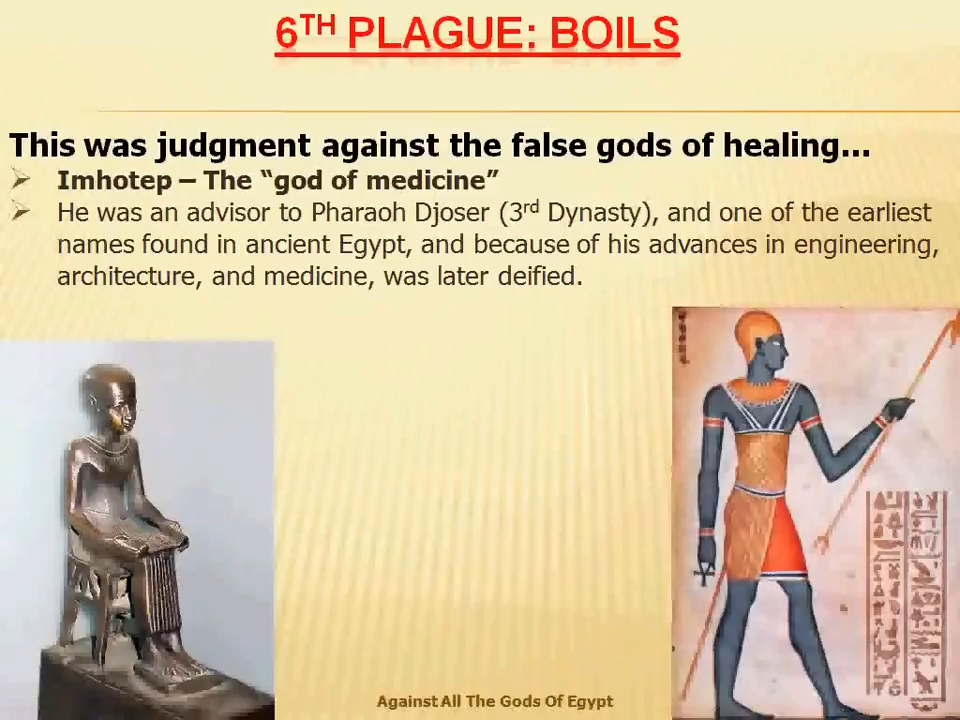 6TH PLAGUE: BOILS
This was judgment against the false gods of healing...
Imhotep – The “god of medicine”
He was an advisor to Pharaoh Djoser (3rd Dynasty), and one of the earliest
names found in ancient Egypt, and because of his advances in engineering,
architecture, and medicine, was later deified.
Against All The Gods Of Egypt